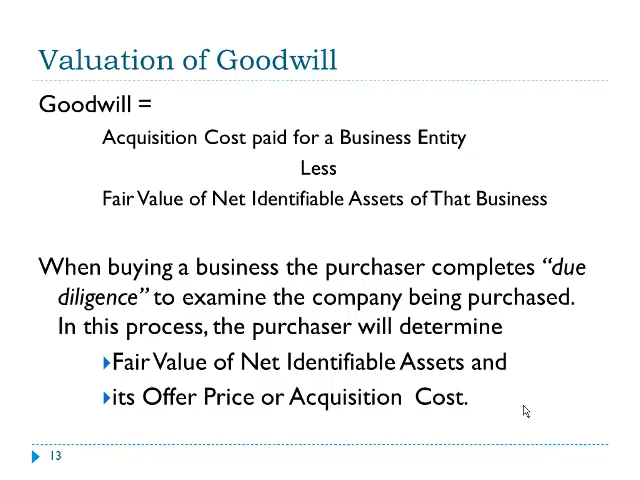 Valuation of Goodwill
Goodwill =
Acquisition Cost paid for a Business Entity
Less
Fair Value of Net Identifiable Assets of That Business
When buying a business the purchaser completes “due
diligence” to examine the company being purchased.
In this process, the purchaser will determine
Fair Value of Net Identifiable Assets and
its Offer Price or Acquisition Cost.
13